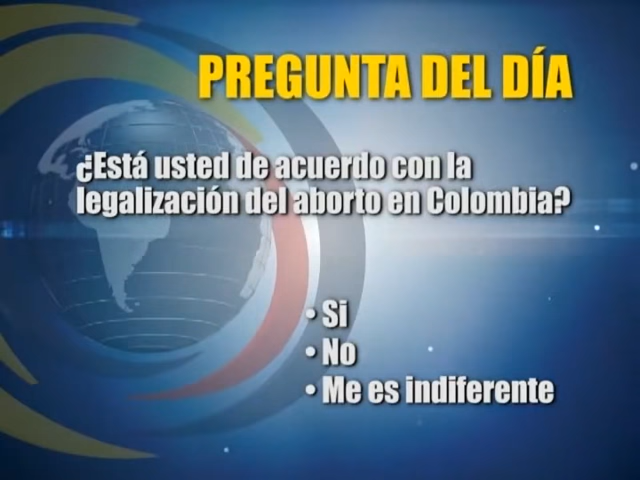 PREGUNTA DEL DÍA
¿Está usted de acuerdo con la
legalización del aborto en Colombia?
• Si
• No
• Me es indiferente